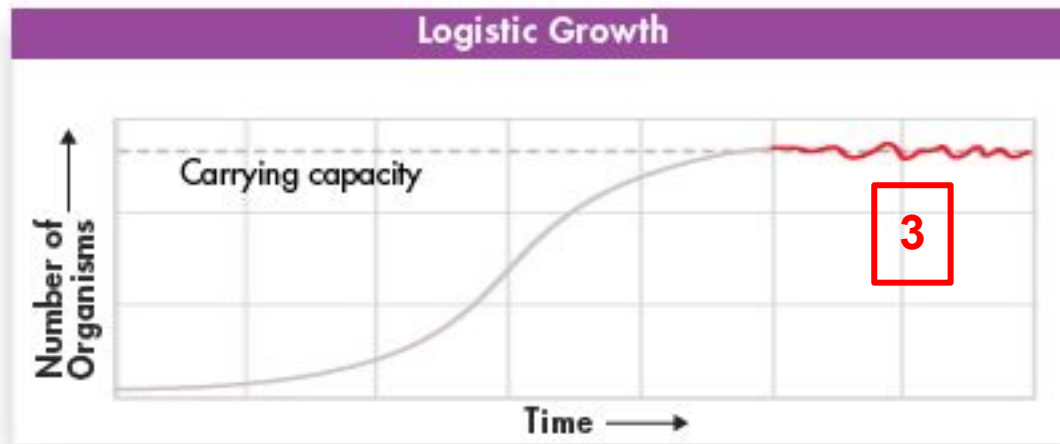 Logistic Growth
Carrying capacity
3
Number of
Organisms
Time